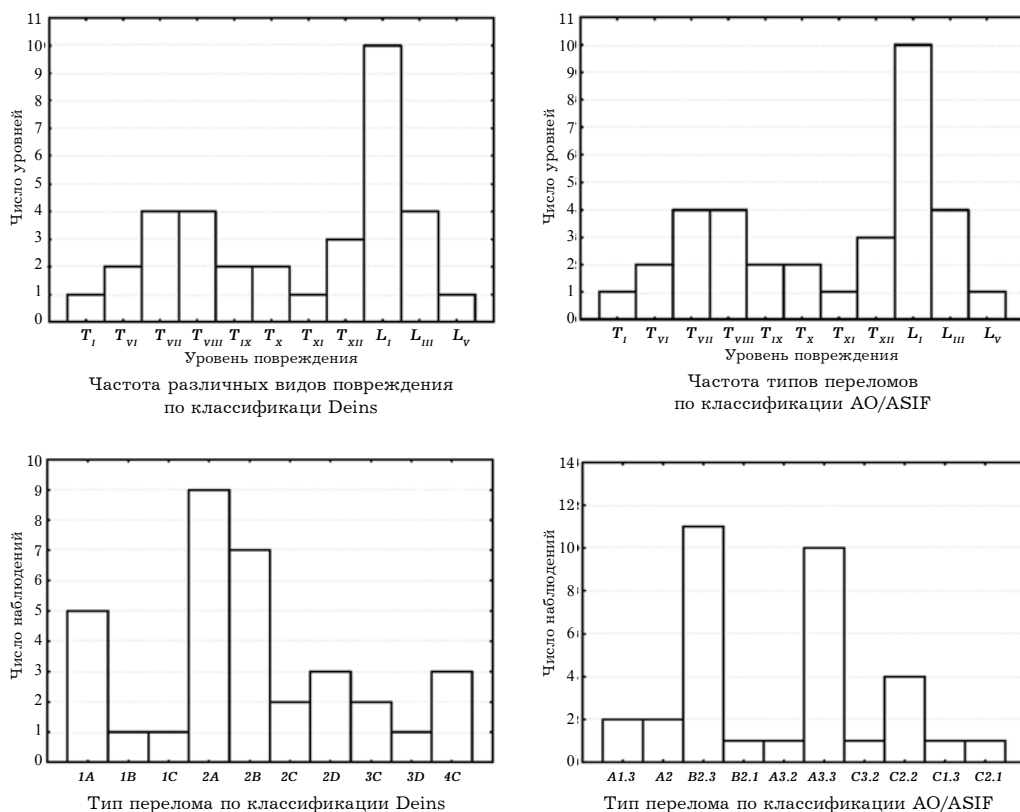 Число уровней
11
10
9
8
7
6
5
4
3
2
1
0
T_I T_VI T_VII T_VIII T_IX T_X T_XI T_XII L_I L_III L_V
Уровень повреждения
Частота различных видов повреждения
по классификаци Deins
Число уровней
11
10
9
8
7
6
5
4
3
2
1
0
T_I T_VI T_VII T_VIII T_IX T_X T_XI T_XII L_I L_III L_V
Уровень повреждения
Частота типов переломов
по классификации AO/ASIF
Число наблюдений
10
9
8
7
6
5
4
3
2
1
0
1A 1B 1C 2A 2B 2C 2D 3C 3D 4C
Тип перелома по классификации Deins
Число наблюдений
14
12
10
8
6
4
2
0
A1.3 A2 B2.3 B2.1 A3.2 A3.3 C3.2 C2.2 C1.3 C2.1
Тип перелома по классификации AO/ASIF